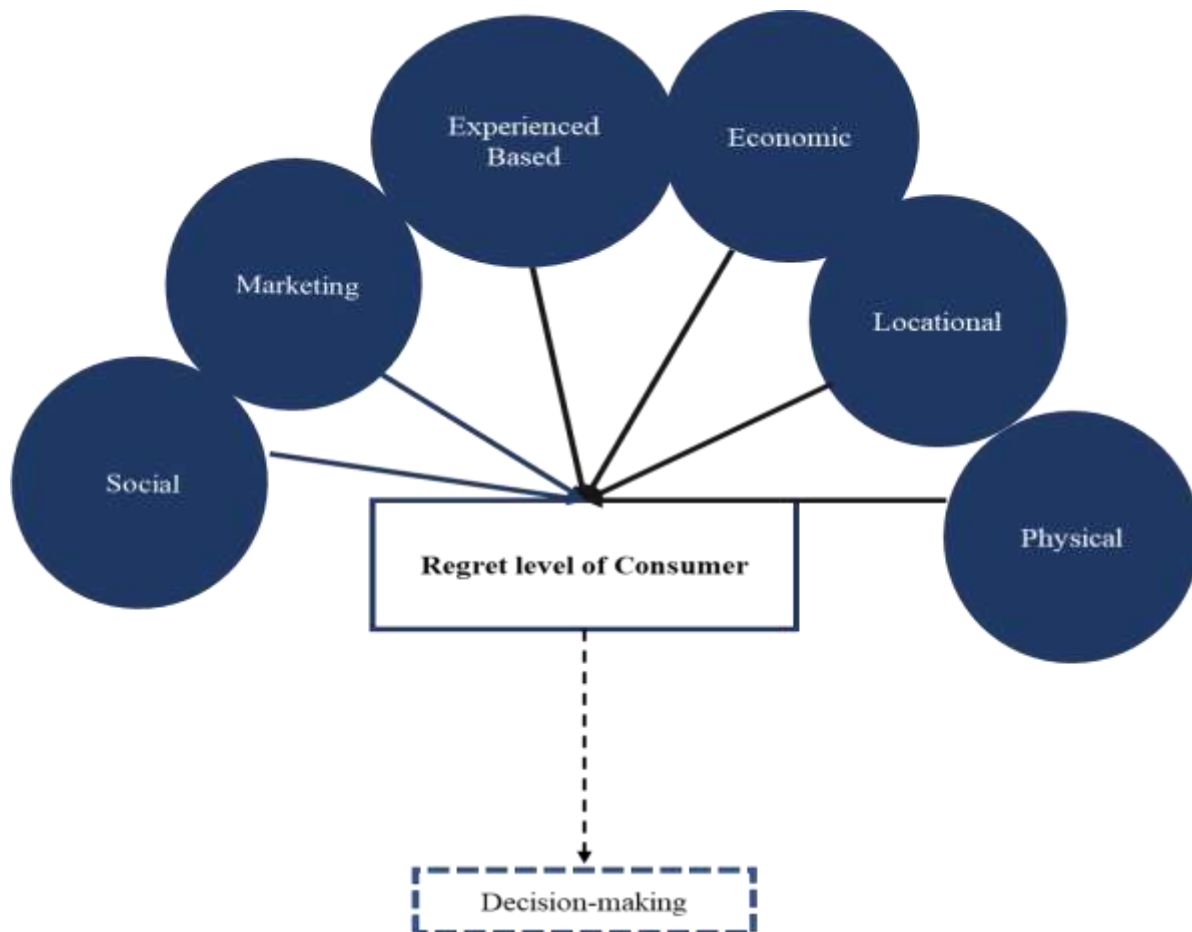 Experienced
Based
Economic
Marketing
Locational
Social
Physical
Regret level of Consumer
Decision-making